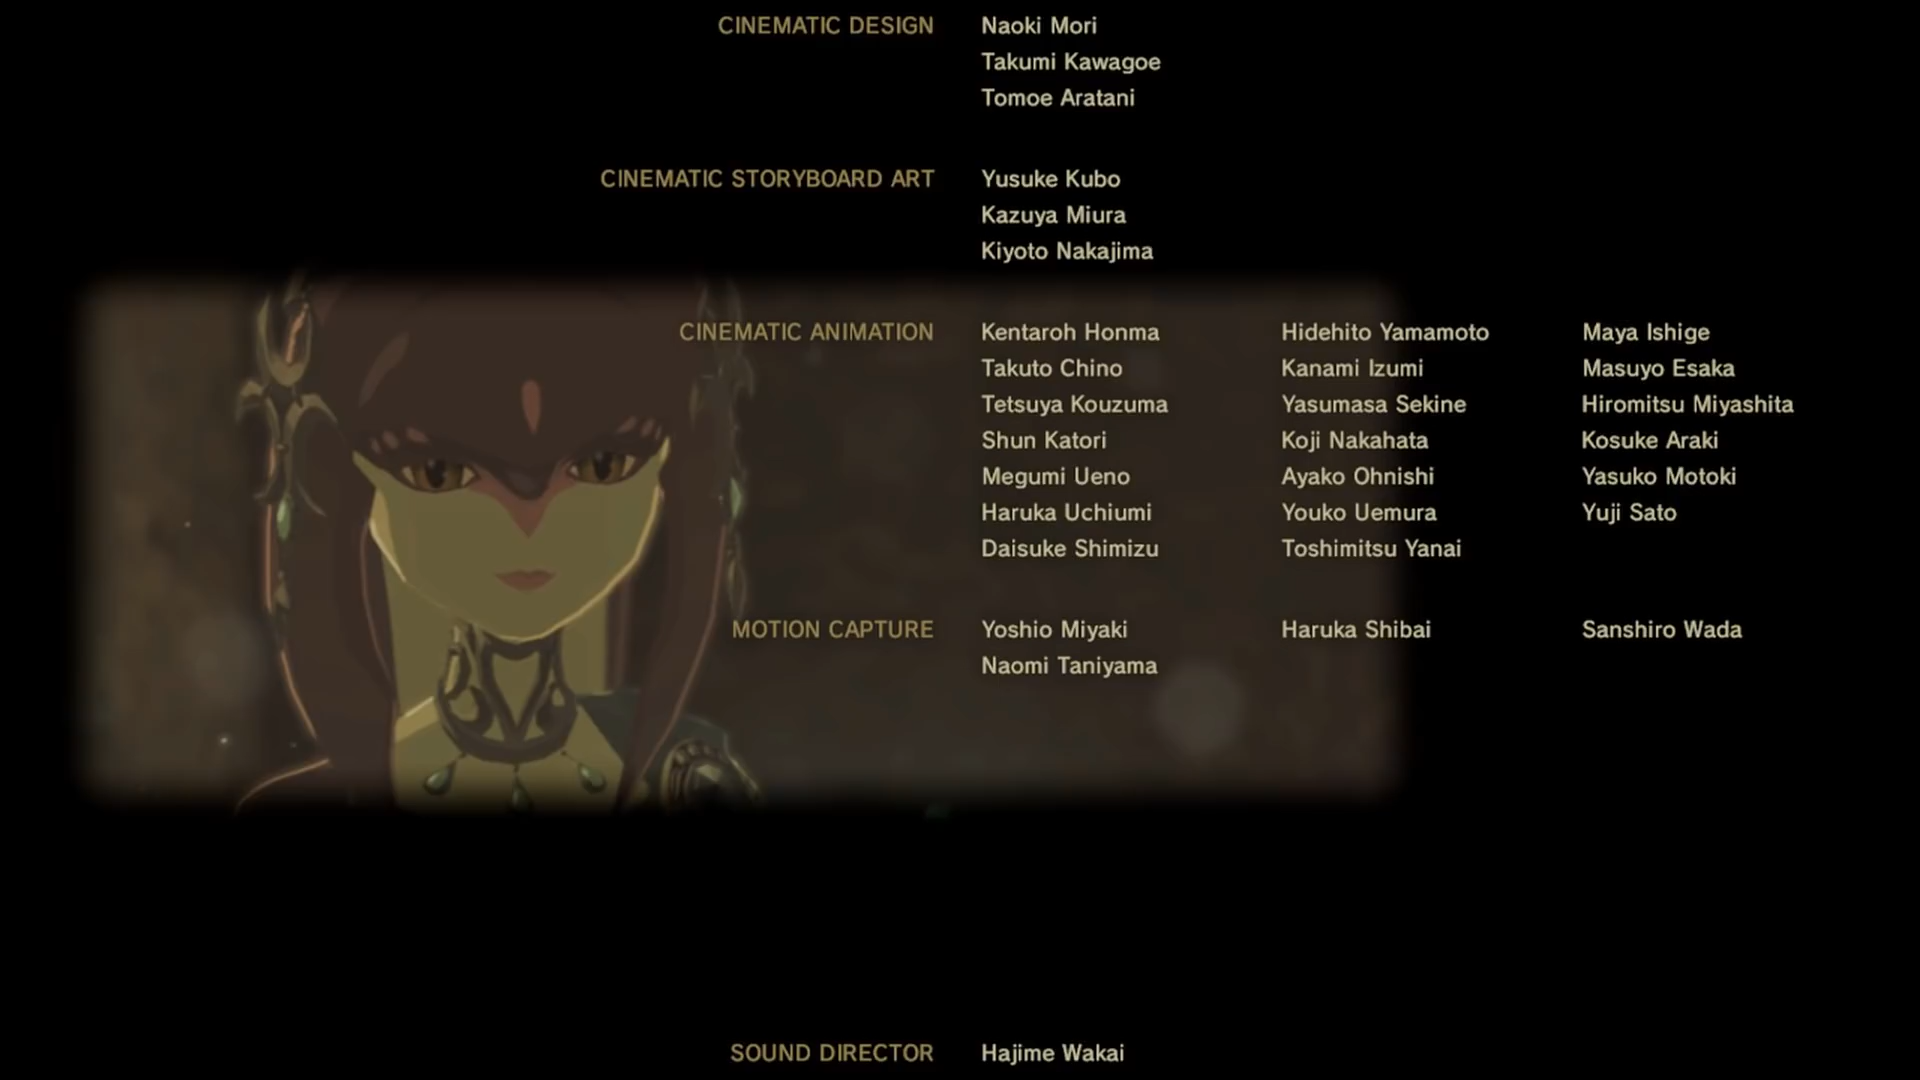 CINEMATIC DESIGN Naoki Mori
Takumi Kawagoe
Tomoe Aratani
CINEMATIC STORYBOARD ART Yusuke Kubo
Kazuya Miura
Kiyoto Nakajima
CINEMATIC ANIMATION Kentaroh Honma Hidehito Yamamoto Maya Ishige
Takuto Chino Kanami Izumi Masuyo Esaka
Tetsuya Kouzuma Yasumasa Sekine Hiromitsu Miyashita
Shun Katori Koji Nakahata Kosuke Araki
Megumi Ueno Ayako Ohnishi Yasuko Motoki
Haruka Uchiumi Youko Uemura Yuji Sato
Daisuke Shimizu Toshimitsu Yanai
MOTION CAPTURE Yoshio Miyaki Haruka Shibai Sanshiro Wada
Naomi Taniyama
SOUND DIRECTOR Hajime Wakai